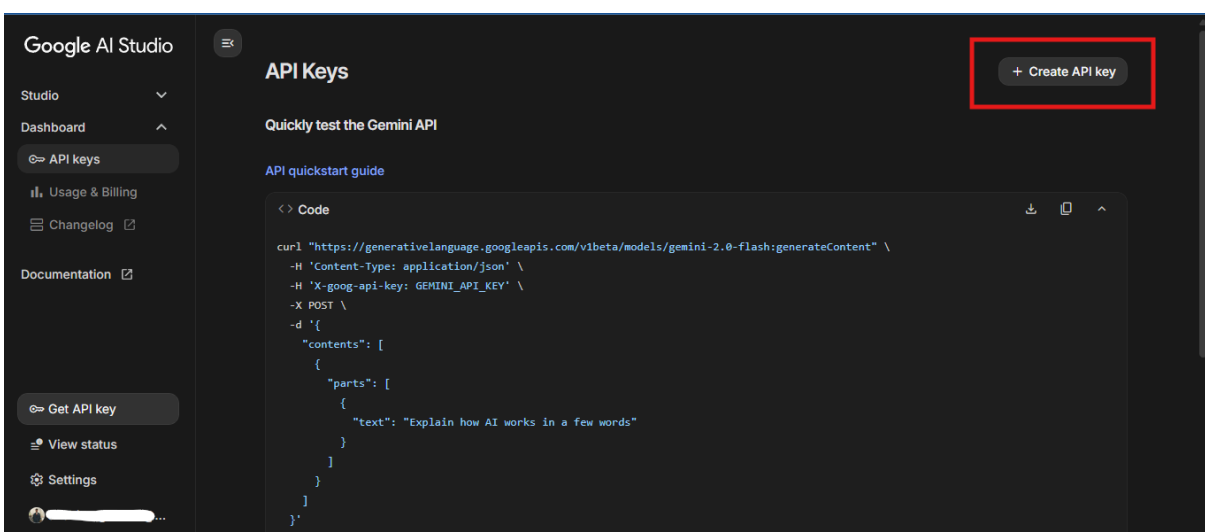 Google AI Studio
Studio
Dashboard
API keys
Usage & Billing
Changelog
Documentation
Get API key
View status
Settings
...
API Keys
+ Create API key
Quickly test the Gemini API
API quickstart guide
<> Code
curl "https://generativelanguage.googleapis.com/v1beta/models/gemini-2.0-flash:generateContent" \
  -H 'Content-Type: application/json' \
  -H 'X-goog-api-key: GEMINI_API_KEY' \
  -X POST \
  -d '{
    "contents": [
      {
        "parts": [
          {
            "text": "Explain how AI works in a few words"
          }
        ]
      }
    ]
  }'